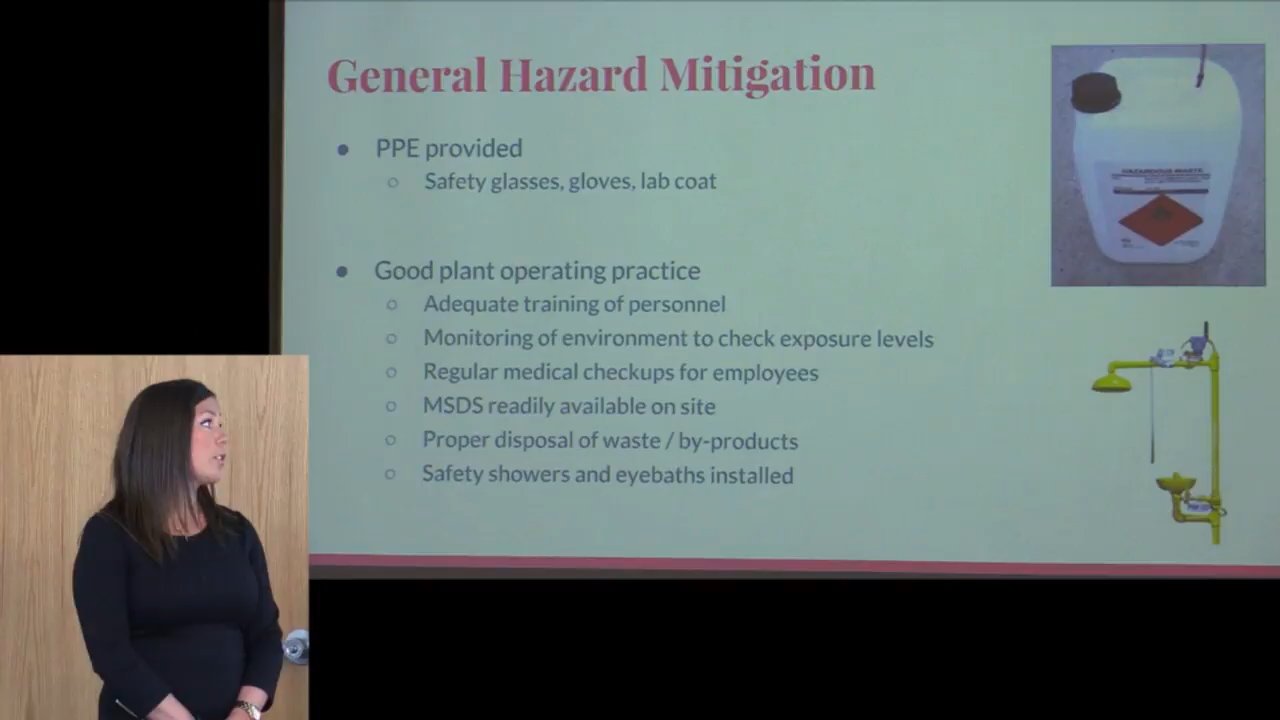 General Hazard Mitigation
PPE provided
Safety glasses, gloves, lab coat
Good plant operating practice
Adequate training of personnel
Monitoring of environment to check exposure levels
Regular medical checkups for employees
MSDS readily available on site
Proper disposal of waste / by-products
Safety showers and eyebaths installed
HAZARDOUS WASTE